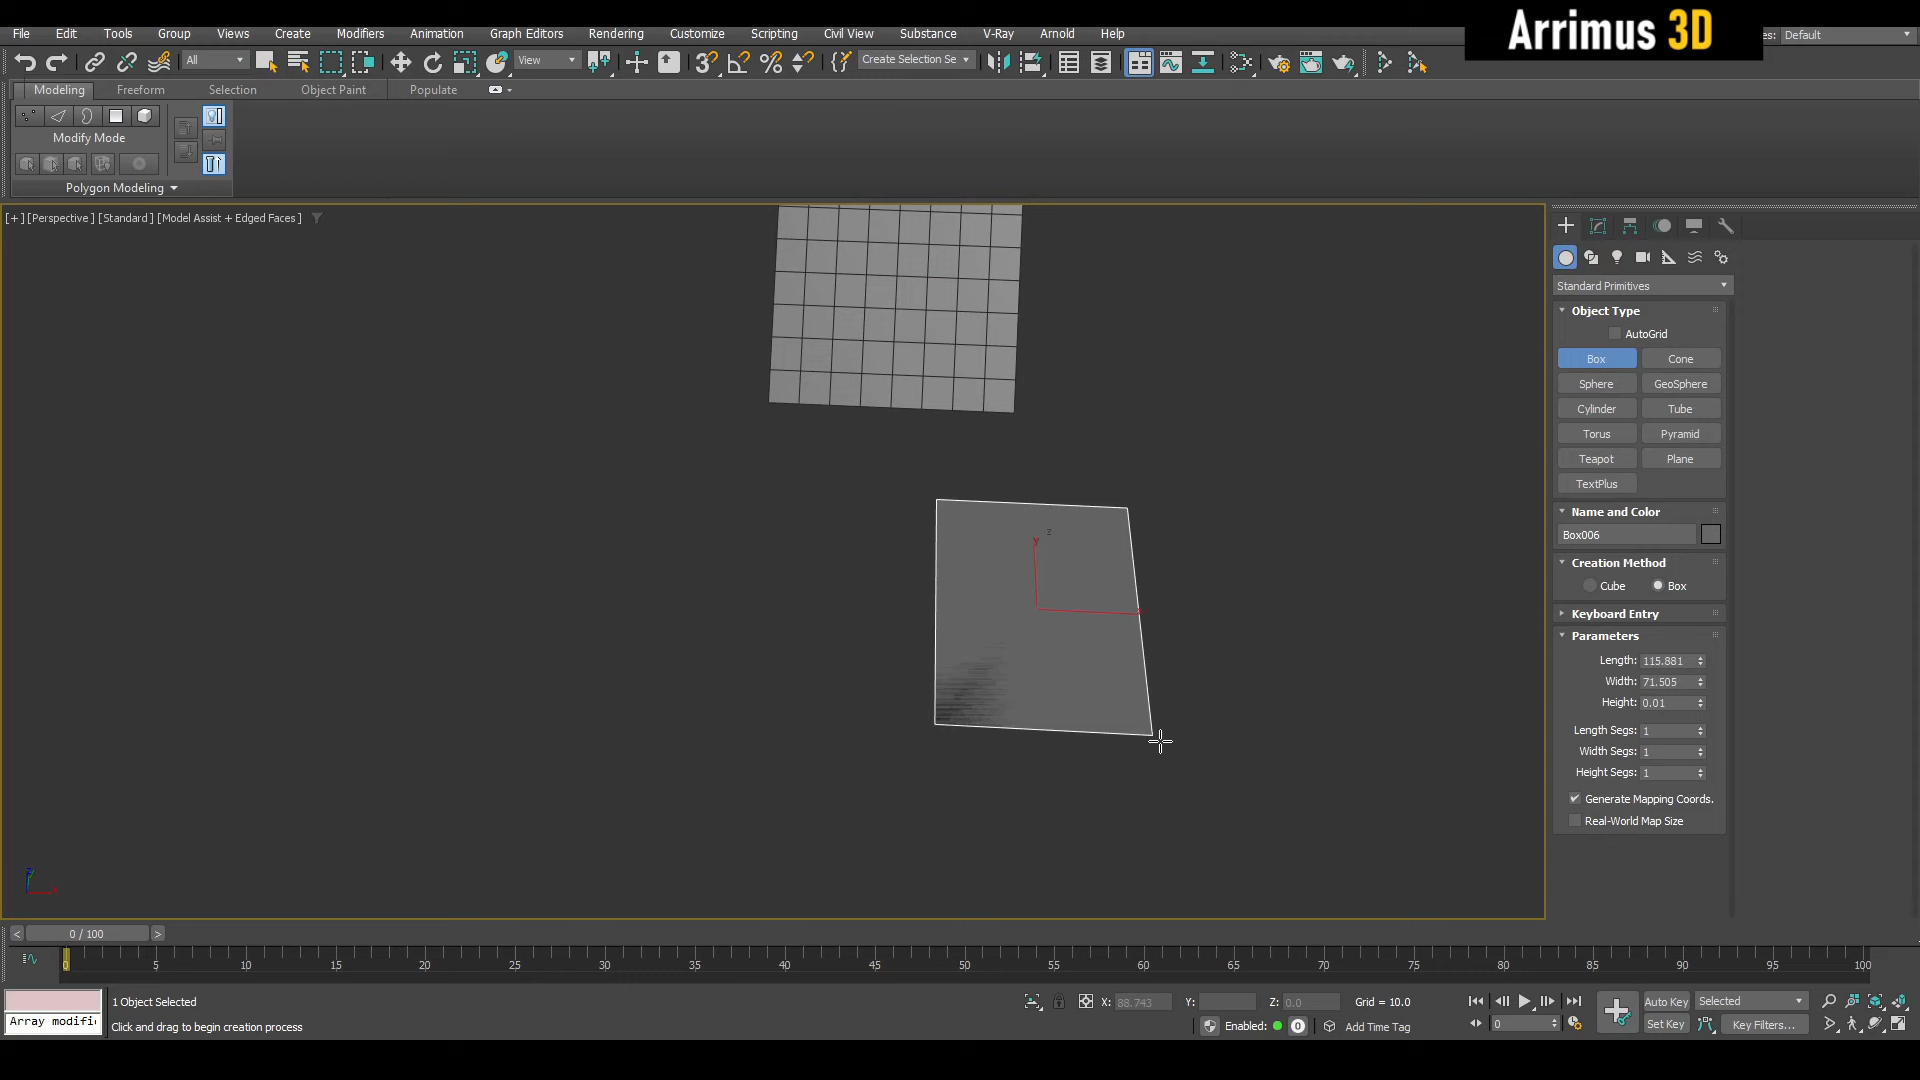 Arrimus 3D
File Edit Tools Group Views Create Modifiers Animation Graph Editors Rendering Customize Scripting Civil View Substance V-Ray Arnold Help
es: Default
All View Create Selection Se
Modeling Freeform Selection Object Paint Populate
Modify Mode
Polygon Modeling
[+] [Perspective] [Standard] [Model Assist + Edged Faces]
Standard Primitives
Object Type
AutoGrid
Box Cone
Sphere GeoSphere
Cylinder Tube
Torus Pyramid
Teapot Plane
TextPlus
Name and Color
Box006
Creation Method
Cube Box
Keyboard Entry
Parameters
Length: 115.881
Width: 71.505
Height: 0.01
Length Segs: 1
Width Segs: 1
Height Segs: 1
Generate Mapping Coords.
Real-World Map Size
z
y
< 0 / 100 >
0 5 10 15 20 25 30 35 40 45 50 55 60 65 70 75 80 85 90 95 100
1 Object Selected X: 88.743 Y: Z: 0.0 Grid = 10.0 Auto Key Selected
Array modifi Click and drag to begin creation process Enabled: 0 Add Time Tag 0 Set Key Key Filters...